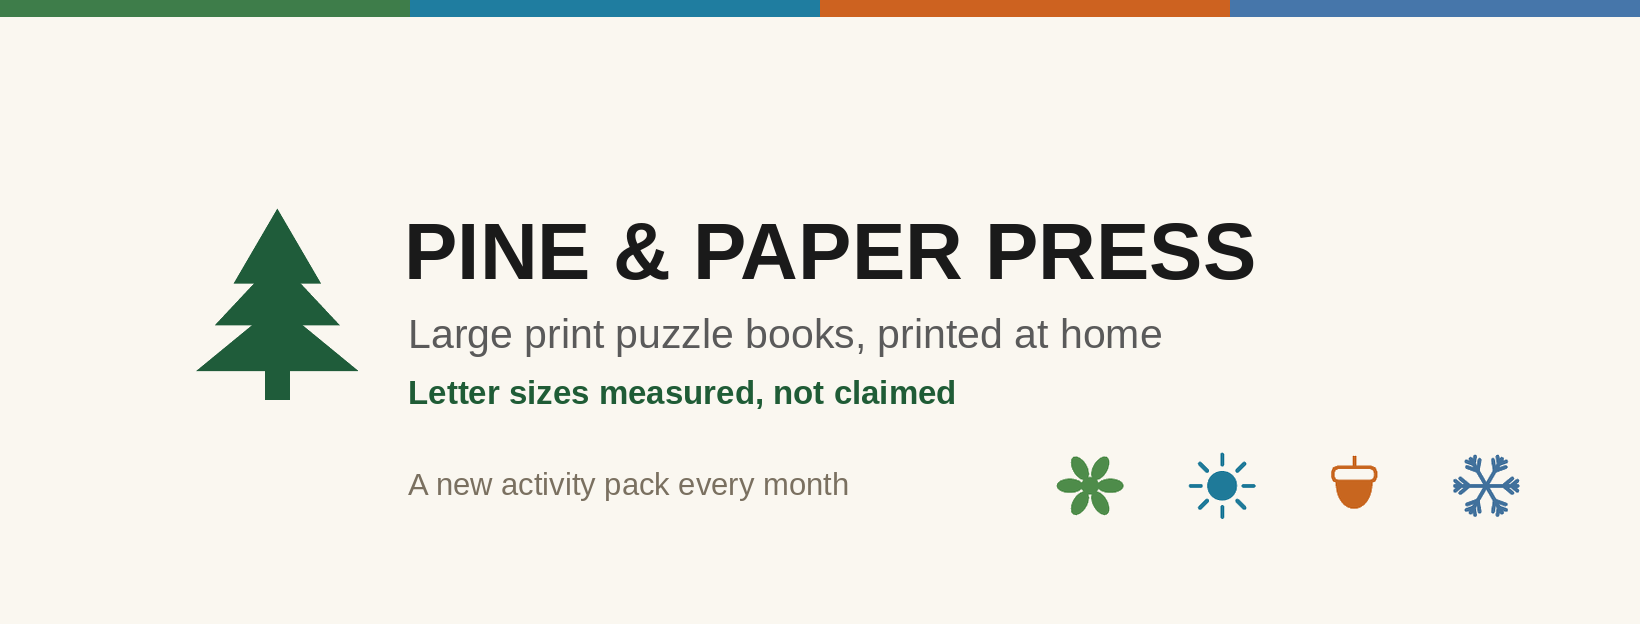 PINE & PAPER PRESS
Large print puzzle books, printed at home
Letter sizes measured, not claimed
A new activity pack every month